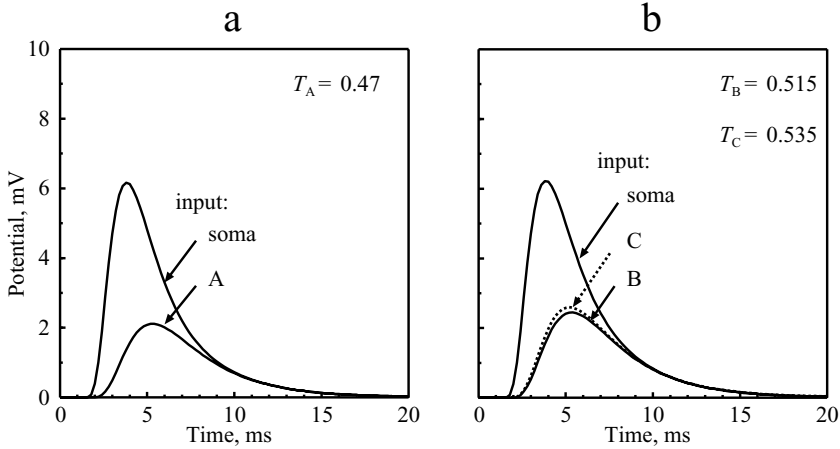 a
10
8
6
4
2
0
Potential, mV
T_A = 0.47
input:
soma
A
0 5 10 15 20
Time, ms
b
T_B = 0.515
T_C = 0.535
input:
soma
C
B
0 5 10 15 20
Time, ms